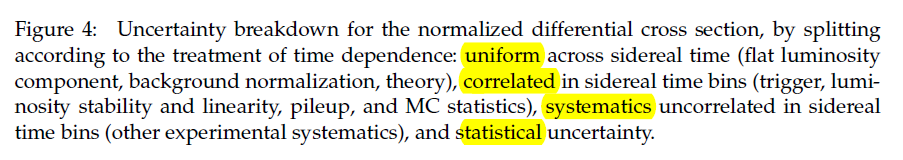 Figure 4: Uncertainty breakdown for the normalized differential cross section, by splitting
according to the treatment of time dependence: uniform across sidereal time (flat luminosity
component, background normalization, theory), correlated in sidereal time bins (trigger, lumi-
nosity stability and linearity, pileup, and MC statistics), systematics uncorrelated in sidereal
time bins (other experimental systematics), and statistical uncertainty.